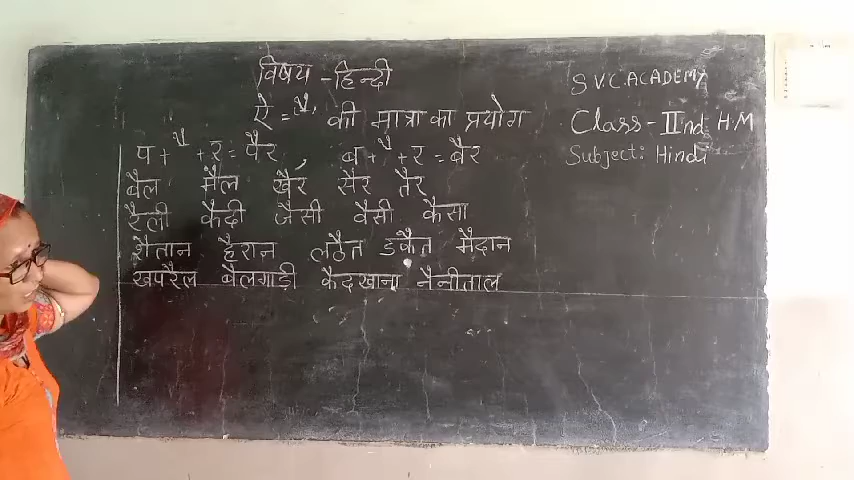 विषय - हिन्दी
S V.C. ACADEMY
ऐ = ै, की मात्रा का प्रयोग
Class - IInd H.M
प + ै + र = पैर, ब + ै + र = बैर
Subject: Hindi
बैल मैल खैर सैर तैर
रैली कैदी जैसी वैसी कैसा
शैतान हैरान लठैत डकैत मैदान
खपरैल बैलगाड़ी कैदखाना नैनीताल